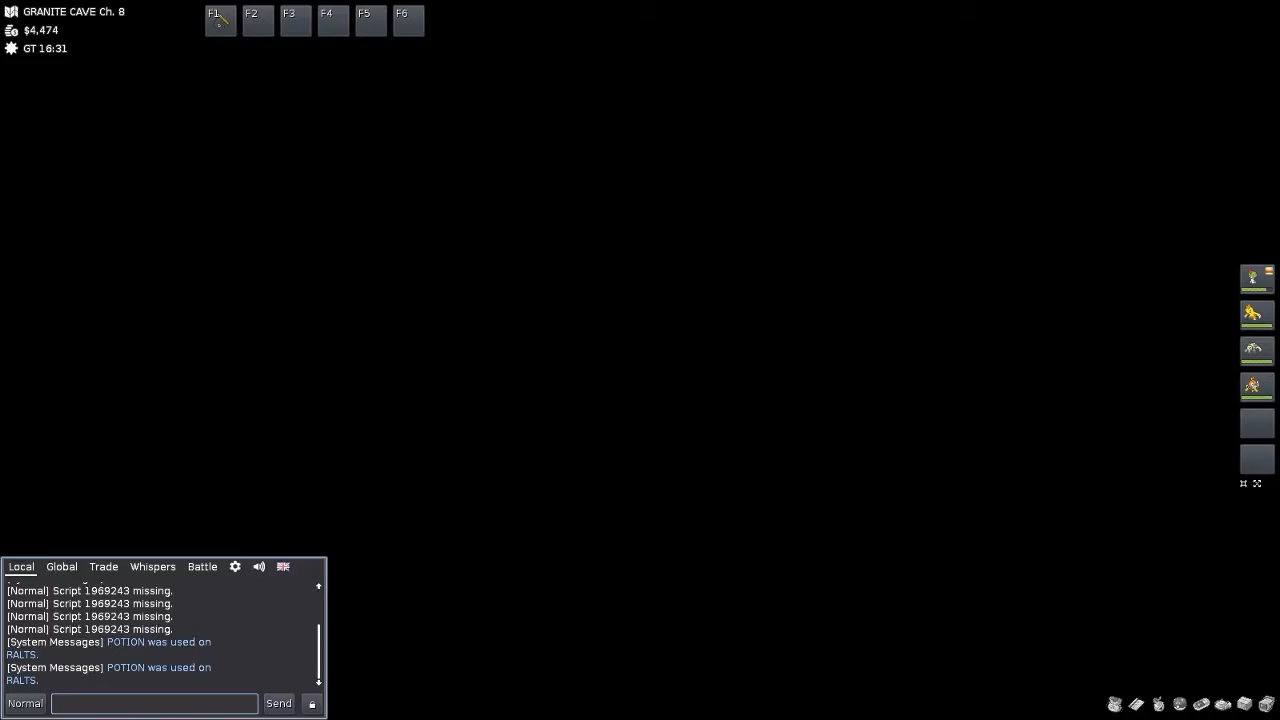 GRANITE CAVE Ch. 8
$4,474
GT 16:31
F1 F2 F3 F4 F5 F6
Local Global Trade Whispers Battle
[Normal] Script 1969243 missing.
[Normal] Script 1969243 missing.
[Normal] Script 1969243 missing.
[Normal] Script 1969243 missing.
[System Messages] POTION was used on
RALTS.
[System Messages] POTION was used on
RALTS.
Normal Send